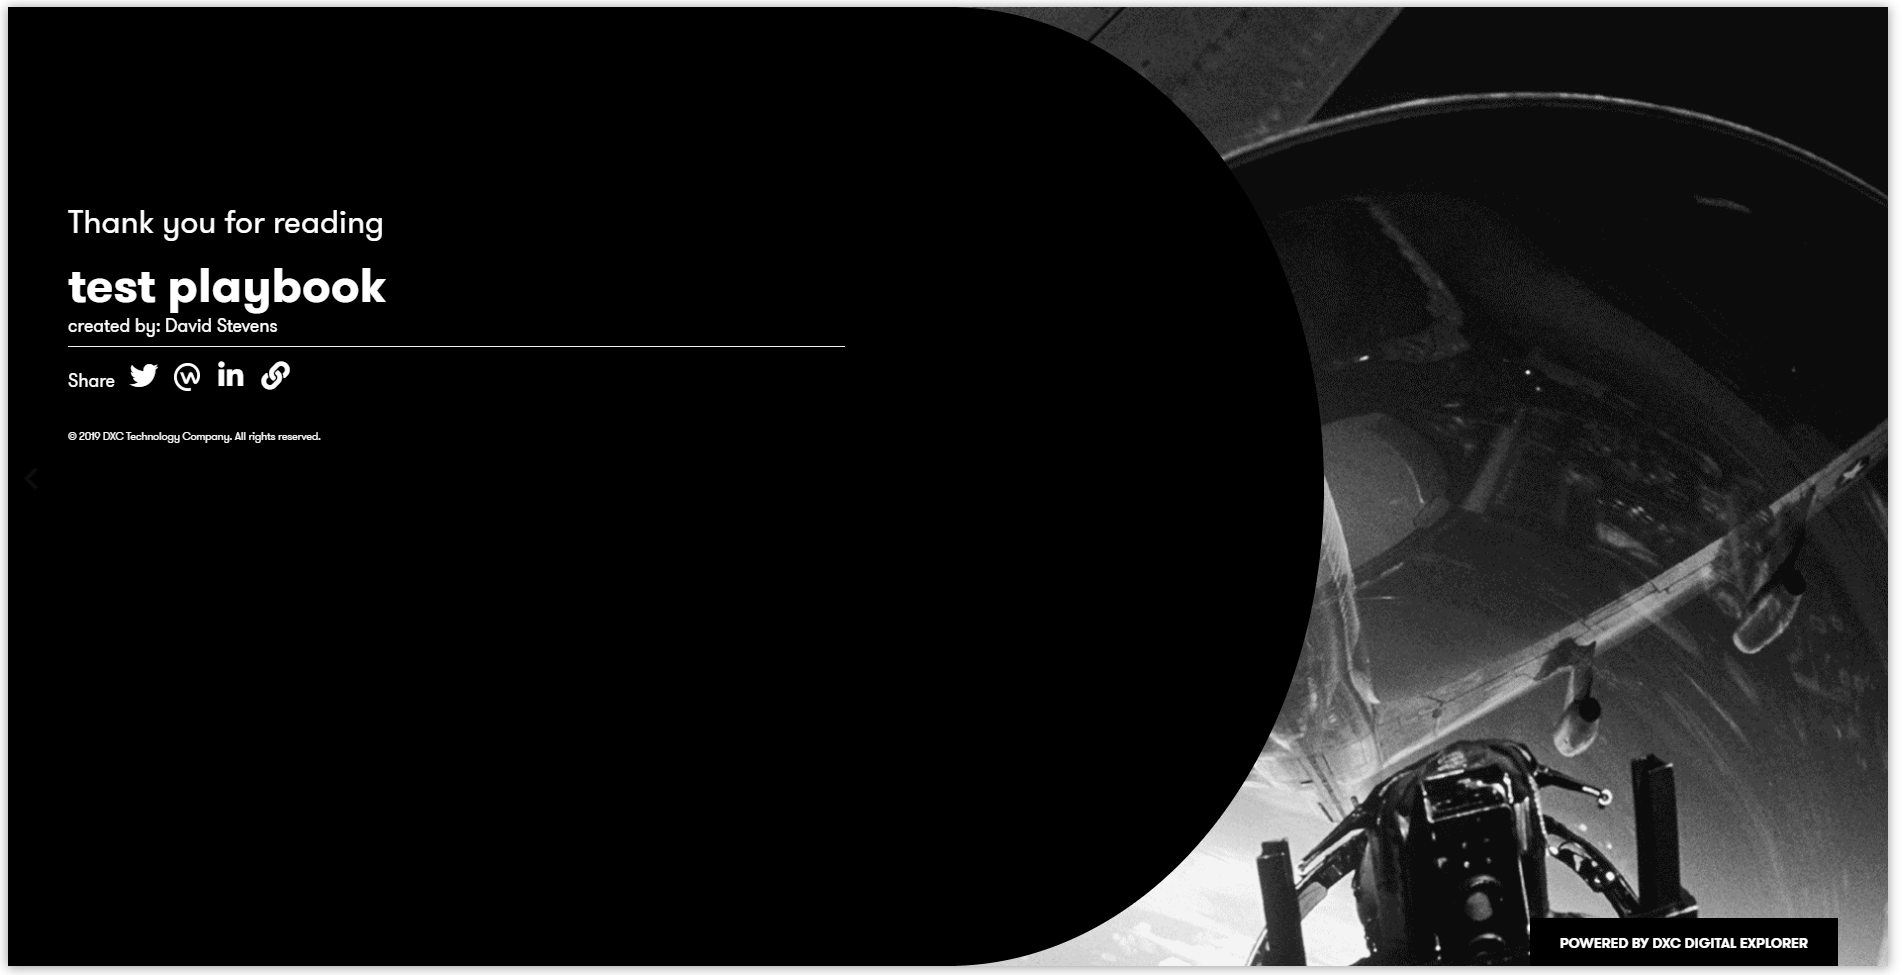 Thank you for reading
test playbook
created by: David Stevens
Share
© 2019 DXC Technology Company. All rights reserved.
POWERED BY DXC DIGITAL EXPLORER